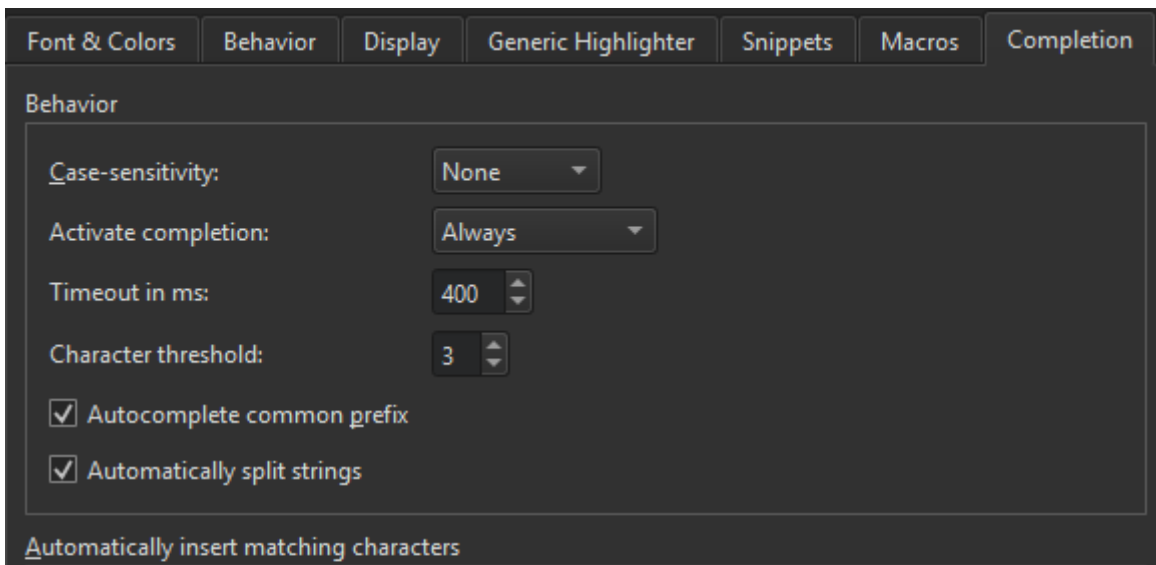 Font & Colors Behavior Display Generic Highlighter Snippets Macros Completion
Behavior
Case-sensitivity: None
Activate completion: Always
Timeout in ms: 400
Character threshold: 3
Autocomplete common prefix
Automatically split strings
Automatically insert matching characters